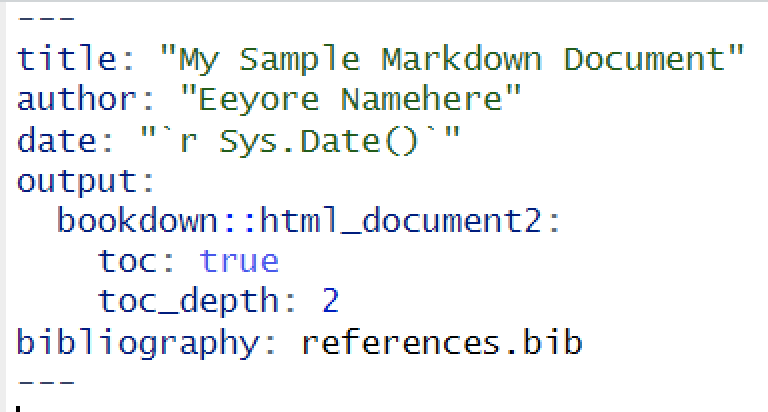 ---
title: "My Sample Markdown Document"
author: "Eeyore Namehere"
date: "`r Sys.Date()`"
output:
  bookdown::html_document2:
    toc: true
    toc_depth: 2
bibliography: references.bib
---